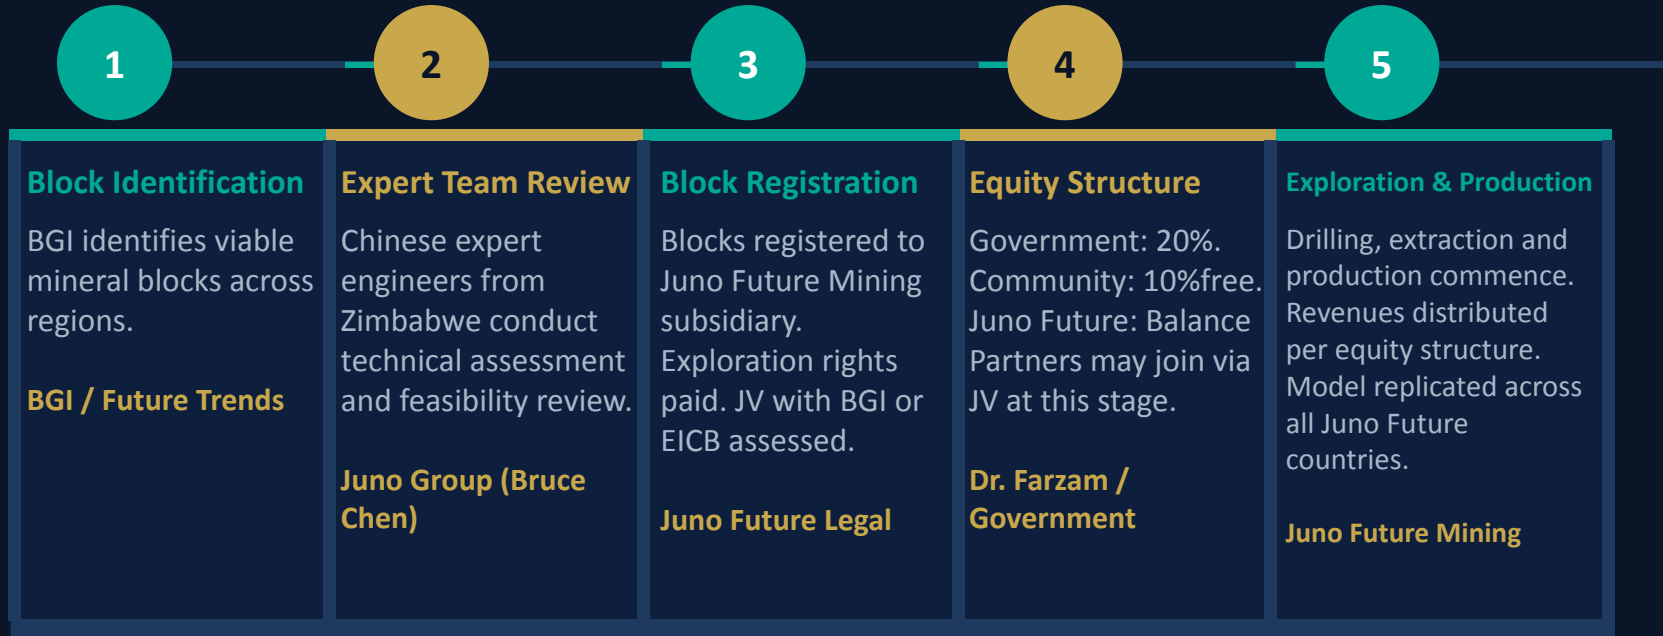 1
2
3
4
5
Block Identification
BGI identifies viable
mineral blocks across
regions.
BGI / Future Trends
Expert Team Review
Chinese expert
engineers from
Zimbabwe conduct
technical assessment
and feasibility review.
Juno Group (Bruce
Chen)
Block Registration
Blocks registered to
Juno Future Mining
subsidiary.
Exploration rights
paid. JV with BGI or
EICB assessed.
Juno Future Legal
Equity Structure
Government: 20%.
Community: 10%free.
Juno Future: Balance
Partners may join via
JV at this stage.
Dr. Farzam /
Government
Exploration & Production
Drilling, extraction and
production commence.
Revenues distributed
per equity structure.
Model replicated across
all Juno Future
countries.
Juno Future Mining